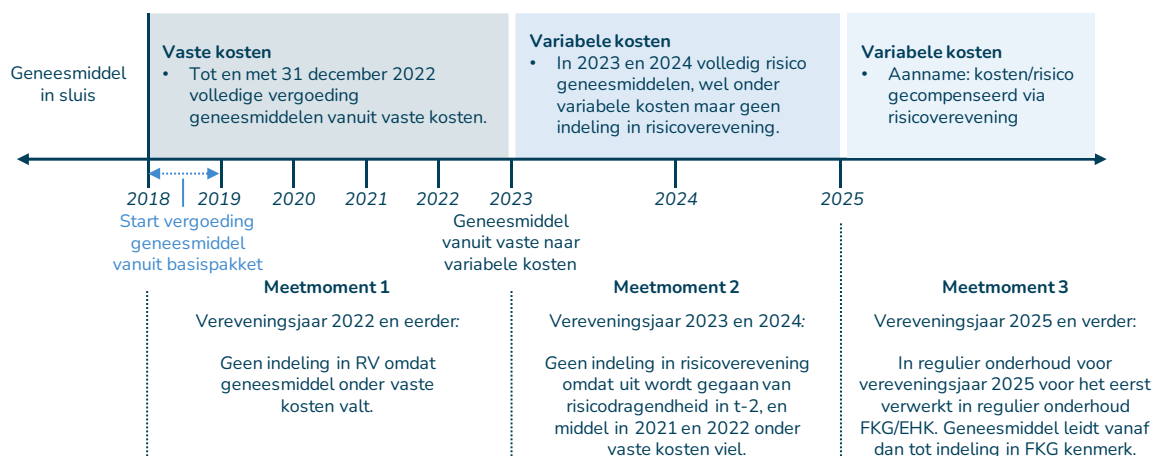 Geneesmiddel
in sluis
Vaste kosten
• Tot en met 31 december 2022
volledige vergoeding
geneesmiddelen vanuit vaste kosten.
Variabele kosten
• In 2023 en 2024 volledig risico
geneesmiddelen, wel onder
variabele kosten maar geen
indeling in risicoverevening.
Variabele kosten
• Aanname: kosten/risico
gecompenseerd via
risicoverevening
2018 2019 2020 2021 2022 2023 2024 2025
Start vergoeding
geneesmiddel
vanuit basispakket
Geneesmiddel
vanuit vaste naar
variabele kosten
Meetmoment 1
Vereveningsjaar 2022 en eerder:
Geen indeling in RV omdat
geneesmiddel onder vaste
kosten valt.
Meetmoment 2
Vereveningsjaar 2023 en 2024:
Geen indeling in risicoverevening
omdat uit wordt gegaan van
risicodragendheid in t-2, en
middel in 2021 en 2022 onder
vaste kosten viel.
Meetmoment 3
Vereveningsjaar 2025 en verder:
In regulier onderhoud voor
vereveningsjaar 2025 voor het eerst
verwerkt in regulier onderhoud
FKG/EHK. Geneesmiddel leidt vanaf
dan tot indeling in FKG kenmerk.